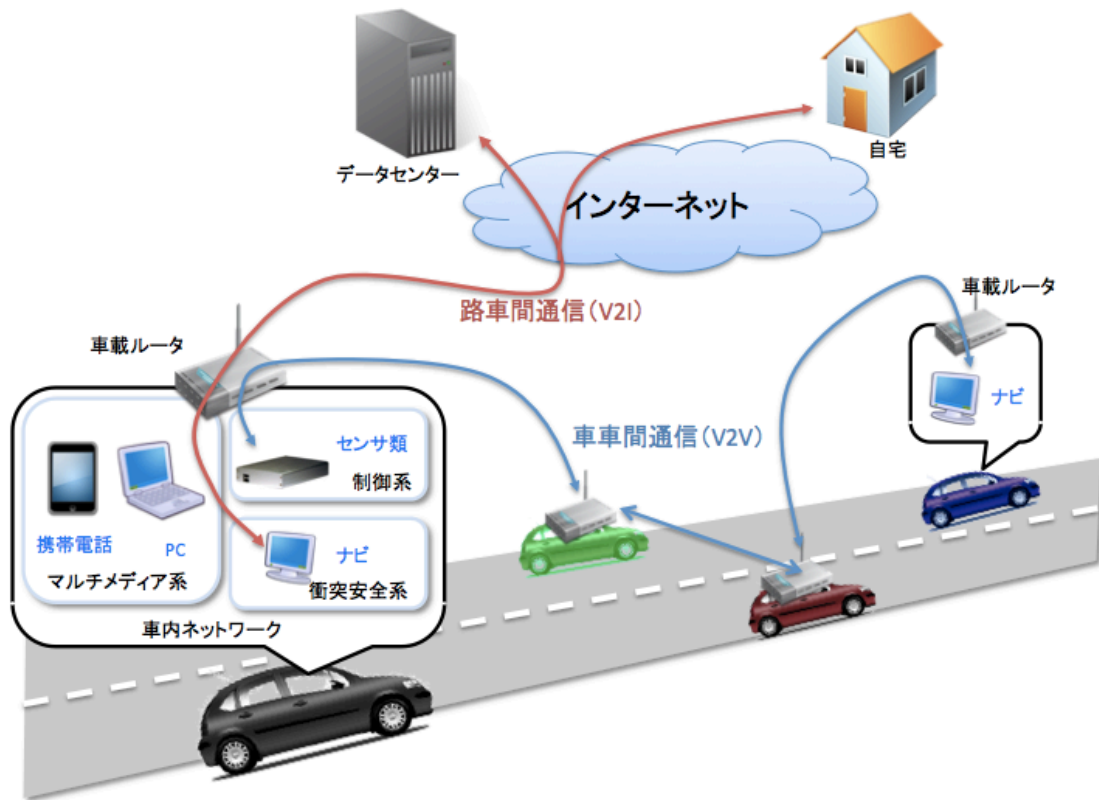 データセンター
自宅
インターネット
路車間通信(V2I)
車載ルータ
車載ルータ
ナビ
車車間通信(V2V)
センサ類
制御系
携帯電話
PC
マルチメディア系
ナビ
衝突安全系
車内ネットワーク